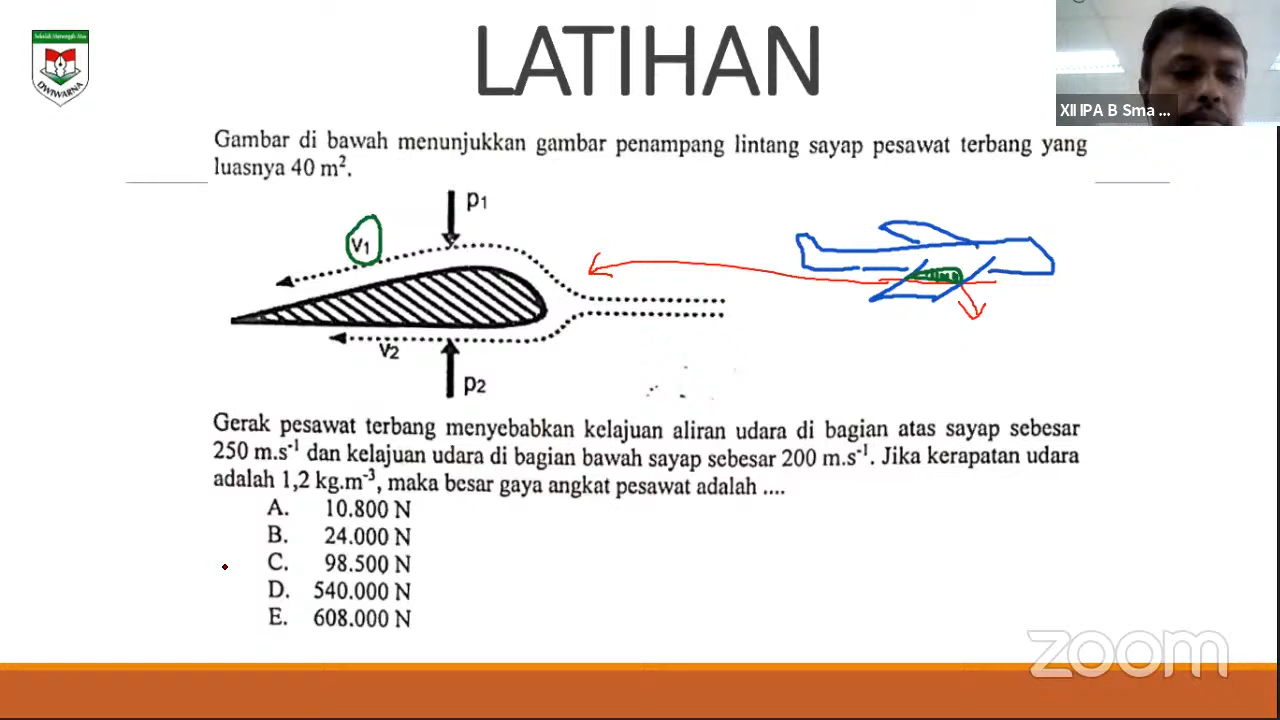 LATIHAN
Sekolah Menengah Atas
DWIWARNA
XII IPA B Sma ...
Gambar di bawah menunjukkan gambar penampang lintang sayap pesawat terbang yang
luasnya 40 m².
p1
v1
v2
p2
Gerak pesawat terbang menyebabkan kelajuan aliran udara di bagian atas sayap sebesar
250 m.s⁻¹ dan kelajuan udara di bagian bawah sayap sebesar 200 m.s⁻¹. Jika kerapatan udara
adalah 1,2 kg.m⁻³, maka besar gaya angkat pesawat adalah ....
A. 10.800 N
B. 24.000 N
C. 98.500 N
D. 540.000 N
E. 608.000 N
zoom